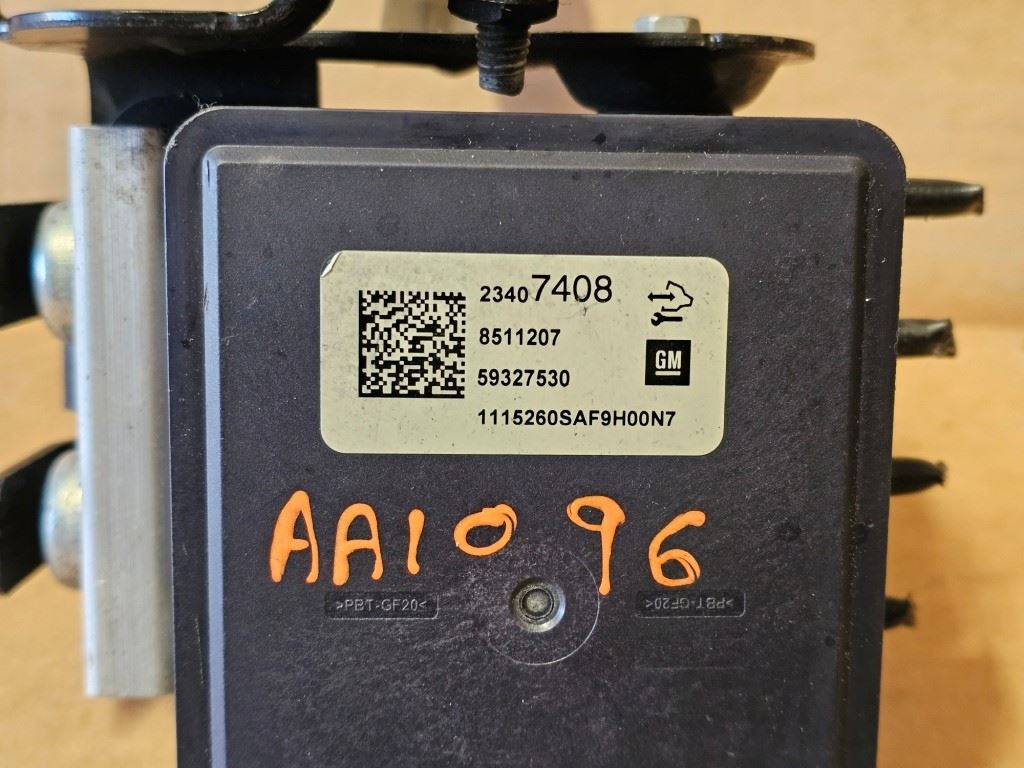 23407408
8511207
GM
59327530
1115260SAF9H00N7
AA1096
>PBT-GF20<
>PBT-GF20<